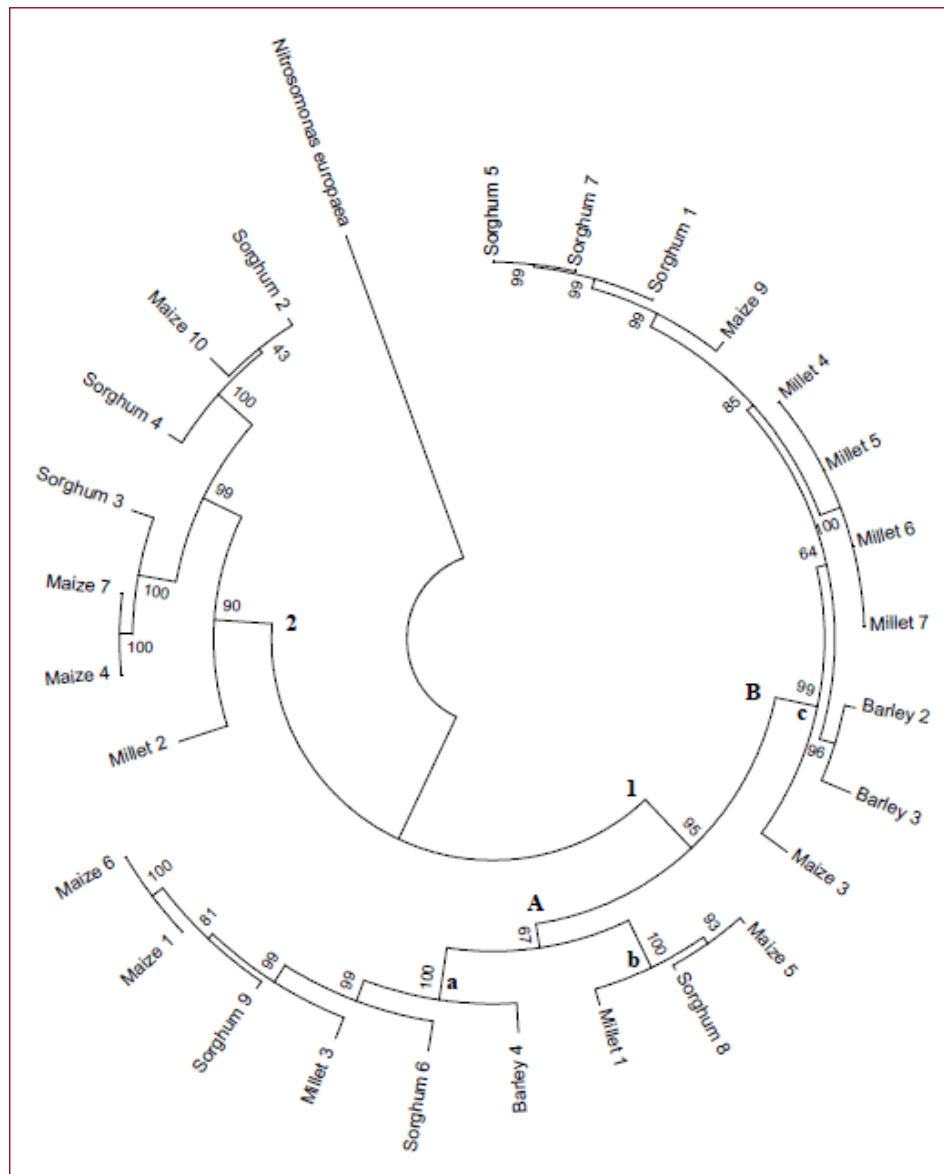 Nitrosomonas europaea
Sorghum 5
Sorghum 7
Sorghum 1
Maize 9
Millet 4
Millet 5
Millet 6
Millet 7
Barley 2
Barley 3
Maize 3
Maize 5
Sorghum 8
Millet 1
Barley 4
Sorghum 6
Millet 3
Sorghum 9
Maize 1
Maize 6
Millet 2
Maize 4
Maize 7
Sorghum 3
Sorghum 4
Maize 10
Sorghum 2
99
99
99
85
100
64
99
96
95
93
100
67
100
99
99
81
100
90
100
100
99
100
43
1
2
A
B
a
b
c